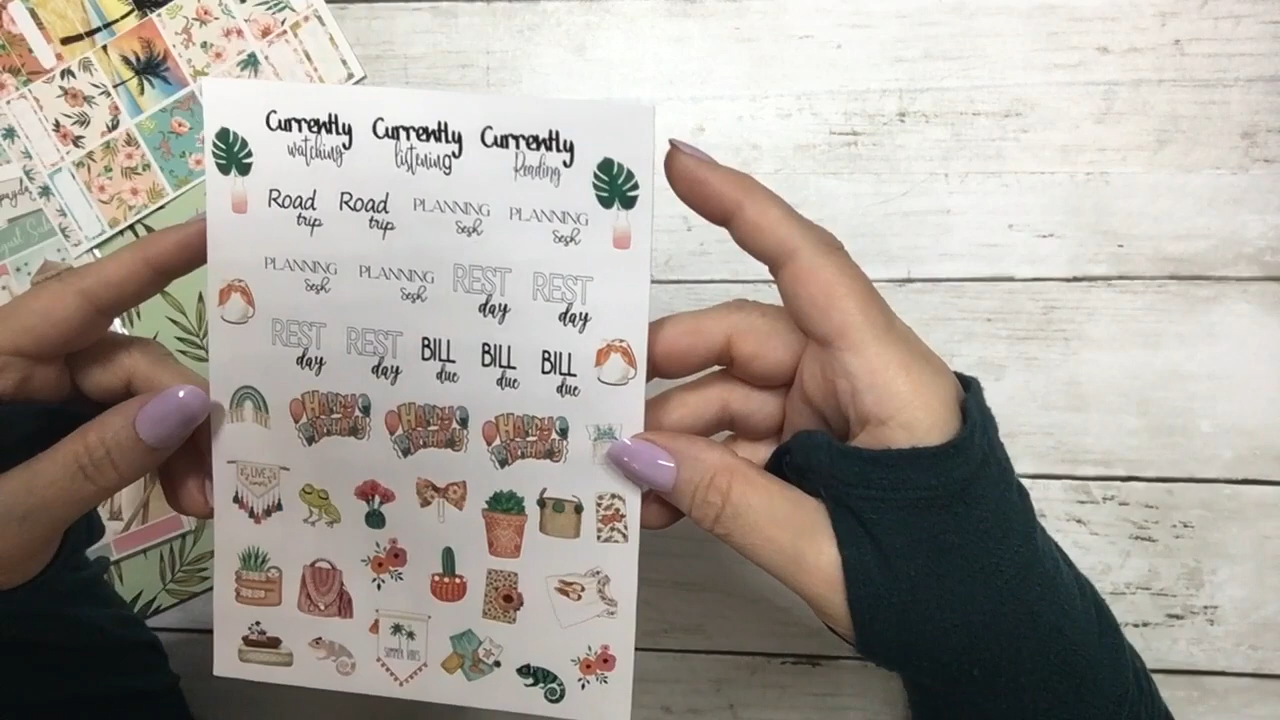 Currently Currently Currently
watching listening Reading
Road Road PLANNING PLANNING
trip trip Sesh Sesh
PLANNING PLANNING REST REST
Sesh Sesh day day
REST REST BILL BILL BILL
day day due due due
HAPPY HAPPY HAPPY
BIRTHDAY BIRTHDAY BIRTHDAY
LIVE
simply
SUMMER VIBES